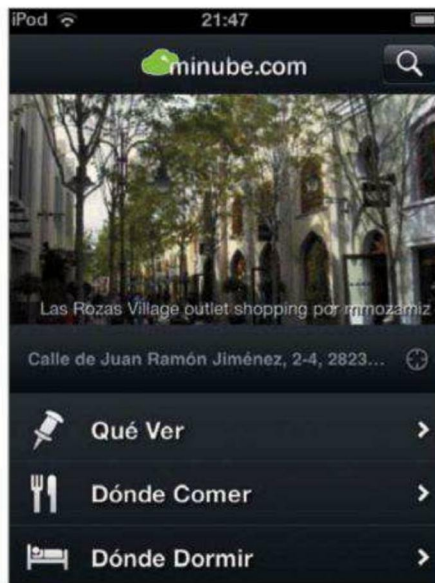 iPod 21:47
minube.com
Las Rozas Village outlet shopping por mmozamiz
Calle de Juan Ramón Jiménez, 2-4, 2823...
Qué Ver
Dónde Comer
Dónde Dormir